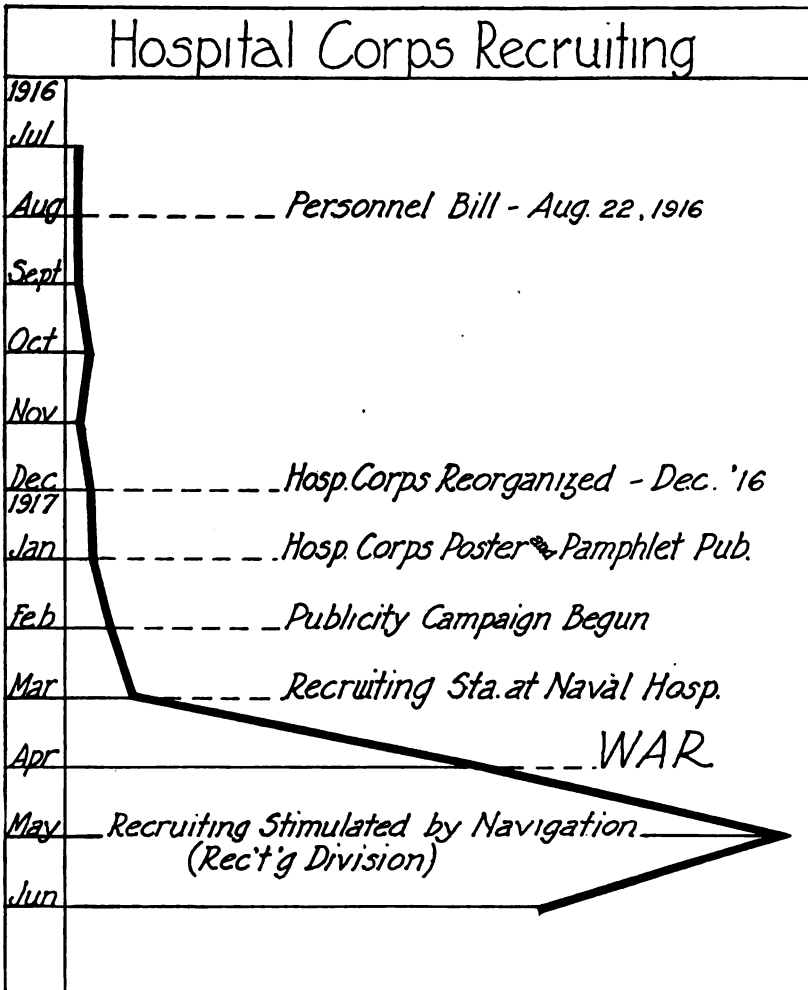 Hospital Corps Recruiting
1916
Jul
Aug Personnel Bill - Aug. 22, 1916
Sept
Oct
Nov
Dec Hosp. Corps Reorganized - Dec. '16
1917
Jan Hosp. Corps Poster and Pamphlet Pub.
Feb Publicity Campaign Begun
Mar Recruiting Sta. at Naval Hosp.
Apr WAR
May Recruiting Stimulated by Navigation
(Rec't'g Division)
Jun